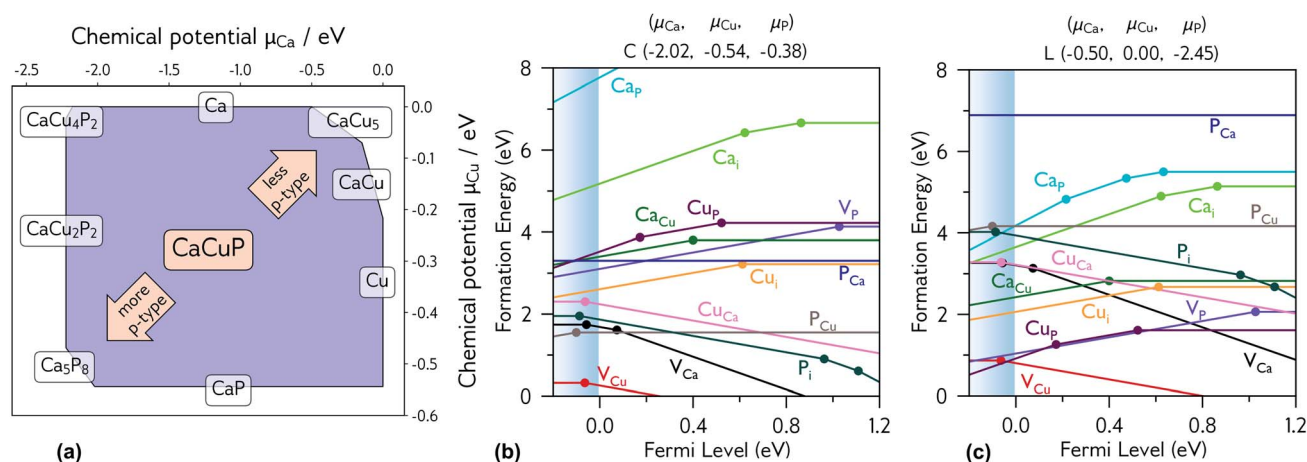 Chemical potential μCa / eV
-2.5 -2.0 -1.5 -1.0 -0.5 0.0
CaCu4P2
Ca
CaCu5
less
p-type
CaCu
CaCu2P2
CaCuP
Cu
more
p-type
Ca5P8
CaP
0.0
-0.1
-0.2
-0.3
-0.4
-0.5
-0.6
Chemical potential μCu / eV
(a)
(μCa, μCu, μP)
C (-2.02, -0.54, -0.38)
Formation Energy (eV)
8
6
4
2
0
CaP
Cai
CaCu
CuP
VP
PCa
Cui
CuCa
PCu
VCu
VCa
Pi
0.0 0.4 0.8 1.2
Fermi Level (eV)
(b)
(μCa, μCu, μP)
L (-0.50, 0.00, -2.45)
Formation Energy (eV)
8
6
4
2
0
PCa
CaP
Cai
PCu
Pi
CuCa
CaCu
Cui
VP
CuP
VCa
VCu
0.0 0.4 0.8 1.2
Fermi Level (eV)
(c)